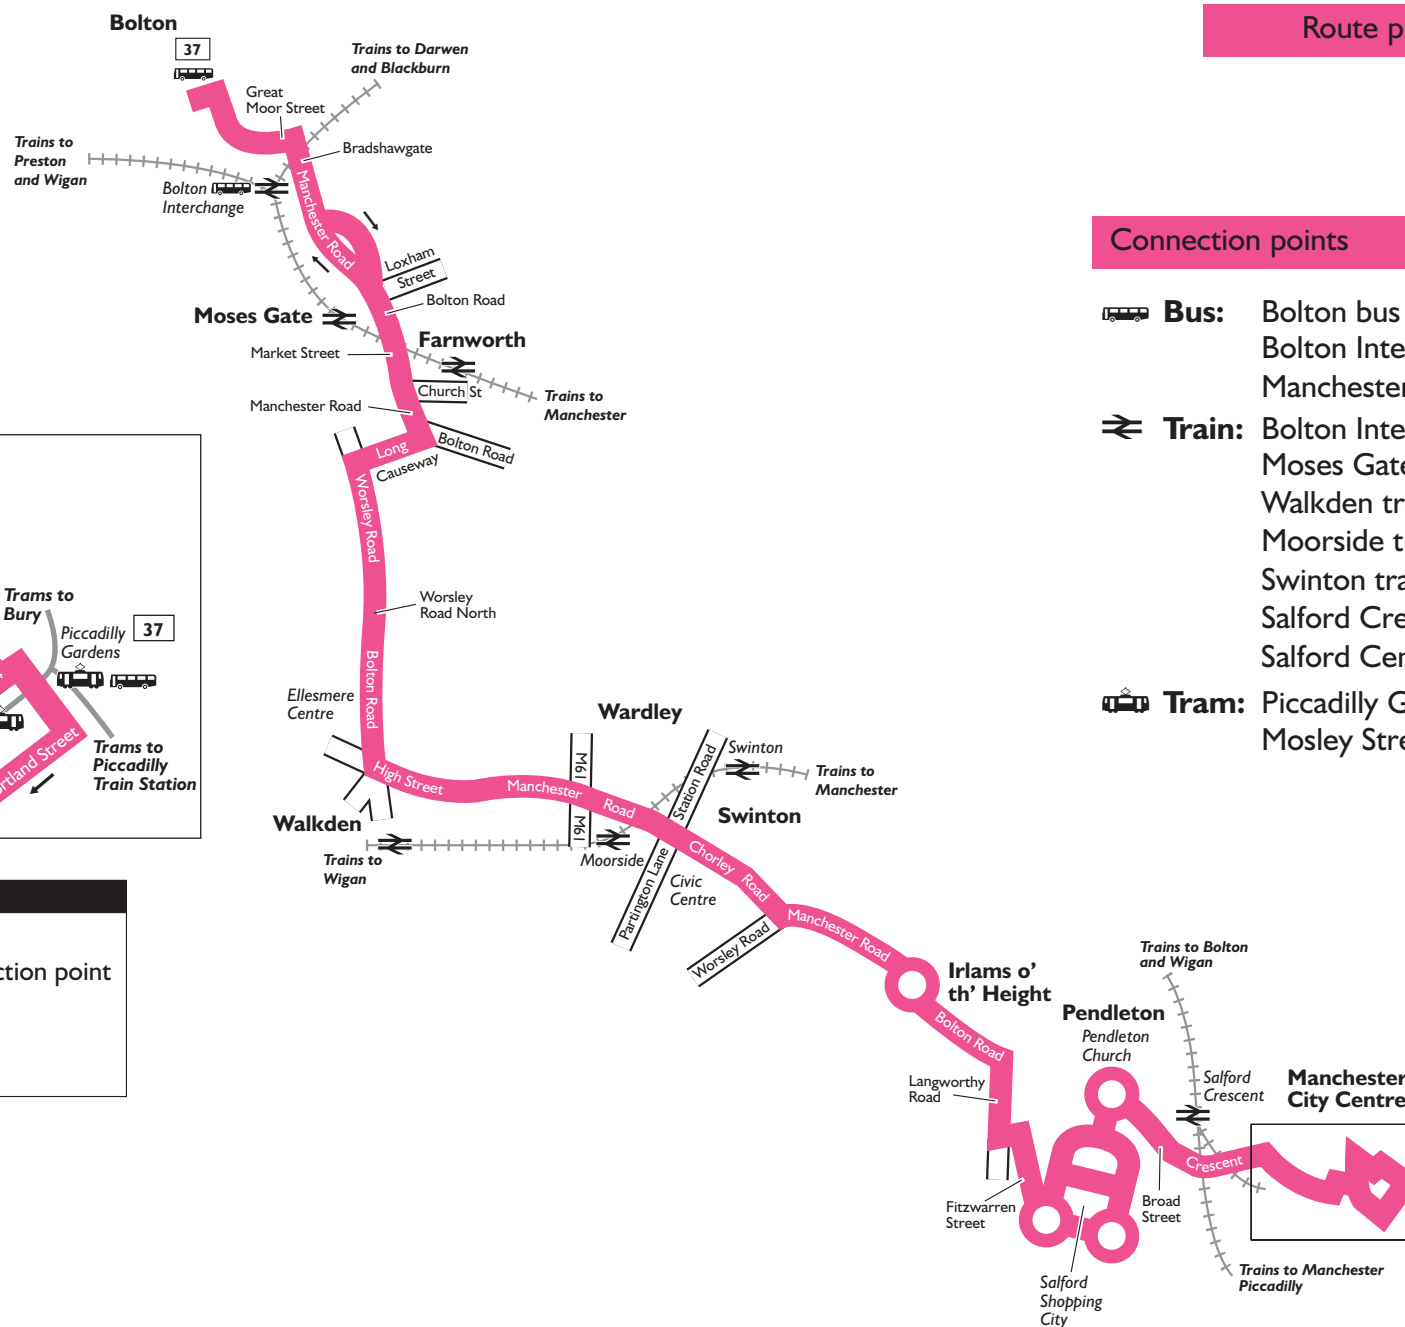 Bolton
37
Trains to Darwen
and Blackburn
Great
Moor Street
Bradshawgate
Trains to
Preston
and Wigan
Bolton
Interchange
Manchester Road
Loxham
Street
Bolton Road
Moses Gate
Farnworth
Market Street
Church St
Trains to
Manchester
Manchester Road
Bolton Road
Long
Causeway
Worsley Road
Worsley
Road North
Bolton Road
Ellesmere
Centre
High Street
Walkden
Trains to
Wigan
Manchester
Road
M61
M61
Wardley
Station Road
Swinton
Trains to
Manchester
Swinton
Moorside
Partington Lane
Civic
Centre
Chorley Road
Worsley Road
Manchester Road
Irlams o'
th' Height
Bolton Road
Langworthy
Road
Fitzwarren
Street
Pendleton
Pendleton
Church
Salford
Shopping
City
Broad
Street
Crescent
Salford
Crescent
Trains to Bolton
and Wigan
Manchester
City Centre
Trains to Manchester
Piccadilly
Trams to
Bury
Piccadilly
Gardens
37
Trams to
Piccadilly
Train Station
rtland Street
ction point
Route p
Connection points
Bus: Bolton bus
Bolton Inte
Manchester
Train: Bolton Inte
Moses Gate
Walkden tr
Moorside t
Swinton tra
Salford Cre
Salford Cen
Tram: Piccadilly G
Mosley Stre